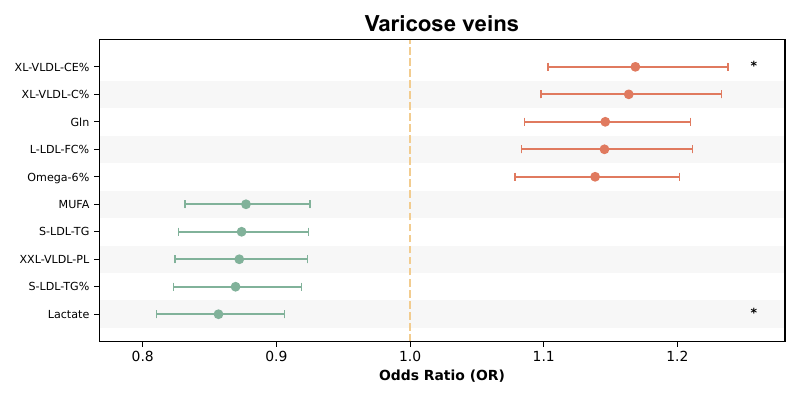 Varicose veins
XL-VLDL-CE%
*
XL-VLDL-C%
Gln
L-LDL-FC%
Omega-6%
MUFA
S-LDL-TG
XXL-VLDL-PL
S-LDL-TG%
Lactate
*
0.8 0.9 1.0 1.1 1.2
Odds Ratio (OR)